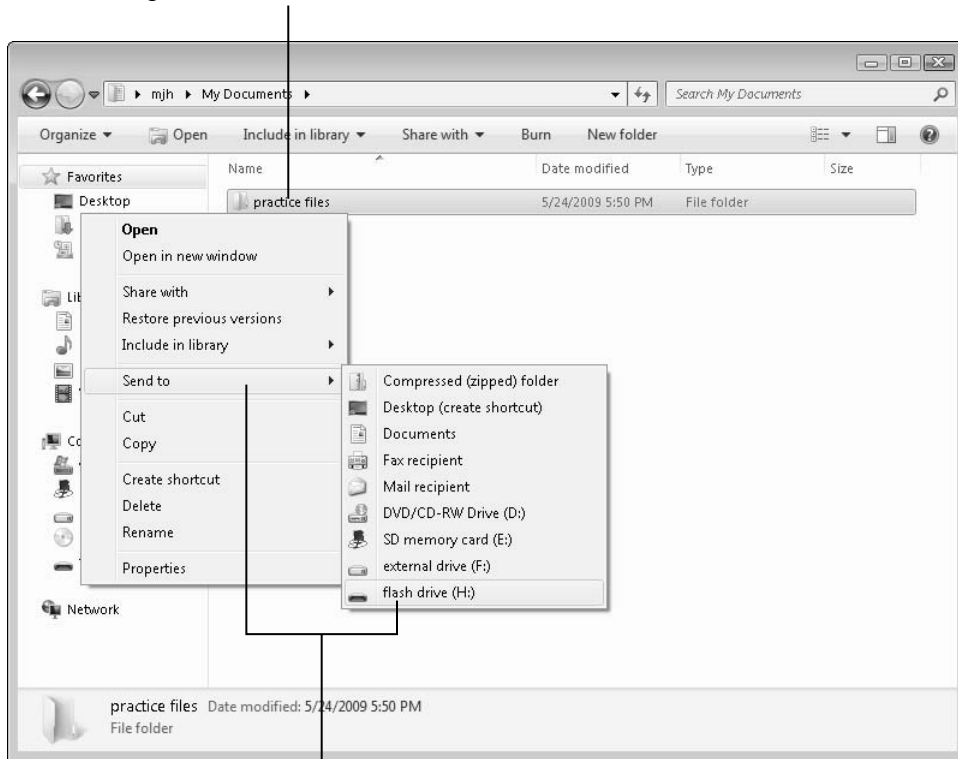 mjh ▸ My Documents ▸
Search My Documents
Organize ▾ Open Include in library ▾ Share with ▾ Burn New folder
Favorites
Name Date modified Type Size
Desktop
practice files 5/24/2009 5:50 PM File folder
Open
Open in new window
Share with
Restore previous versions
Include in library
Send to
Cut
Copy
Create shortcut
Delete
Rename
Properties
Compressed (zipped) folder
Desktop (create shortcut)
Documents
Fax recipient
Mail recipient
DVD/CD-RW Drive (D:)
SD memory card (E:)
external drive (F:)
flash drive (H:)
Network
practice files Date modified: 5/24/2009 5:50 PM
File folder